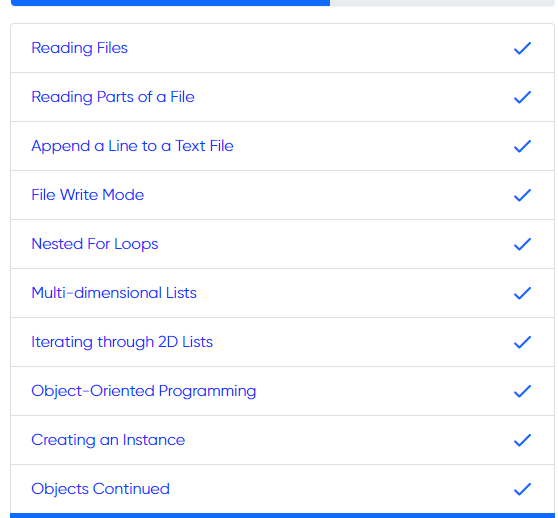 Reading Files
Reading Parts of a File
Append a Line to a Text File
File Write Mode
Nested For Loops
Multi-dimensional Lists
Iterating through 2D Lists
Object-Oriented Programming
Creating an Instance
Objects Continued